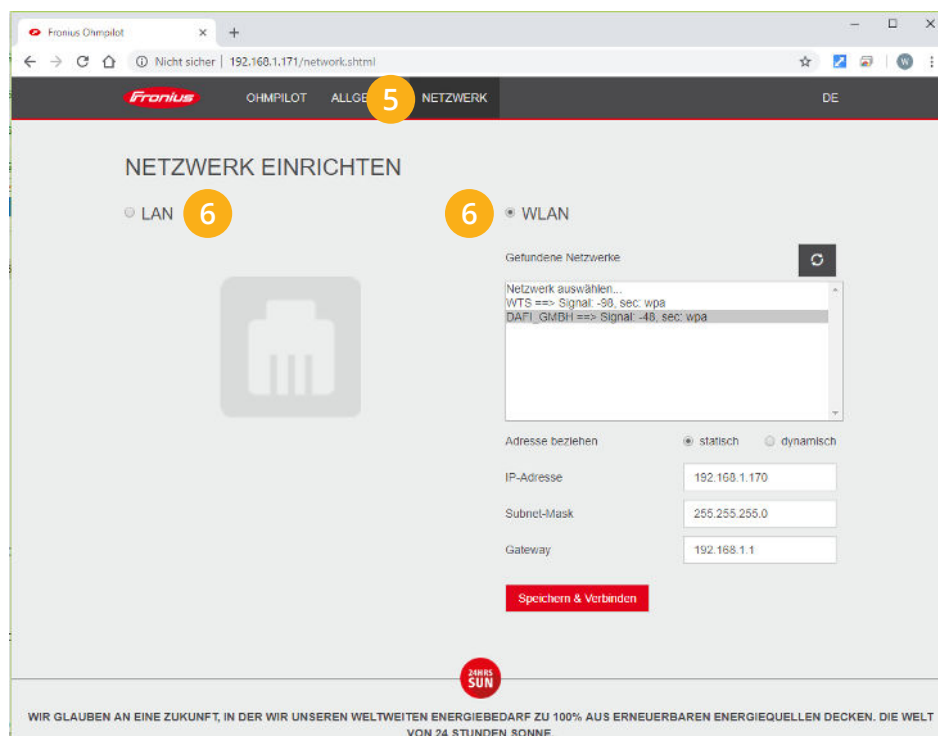 Fronius Ohmpilot
Nicht sicher | 192.168.1.171/network.shtml
W
Fronius OHMPILOT ALLGE 5 NETZWERK DE
NETZWERK EINRICHTEN
LAN 6 6 WLAN
Gefundene Netzwerke
Netzwerk auswählen...
WTS ==> Signal: -98, sec: wpa
DAFI_GMBH ==> Signal: -48, sec: wpa
Adresse beziehen statisch dynamisch
IP-Adresse 192.168.1.170
Subnet-Mask 255.255.255.0
Gateway 192.168.1.1
Speichern & Verbinden
24HRS
SUN
WIR GLAUBEN AN EINE ZUKUNFT, IN DER WIR UNSEREN WELTWEITEN ENERGIEBEDARF ZU 100% AUS ERNEUERBAREN ENERGIEQUELLEN DECKEN. DIE WELT
VON 24 STUNDEN SONNE.